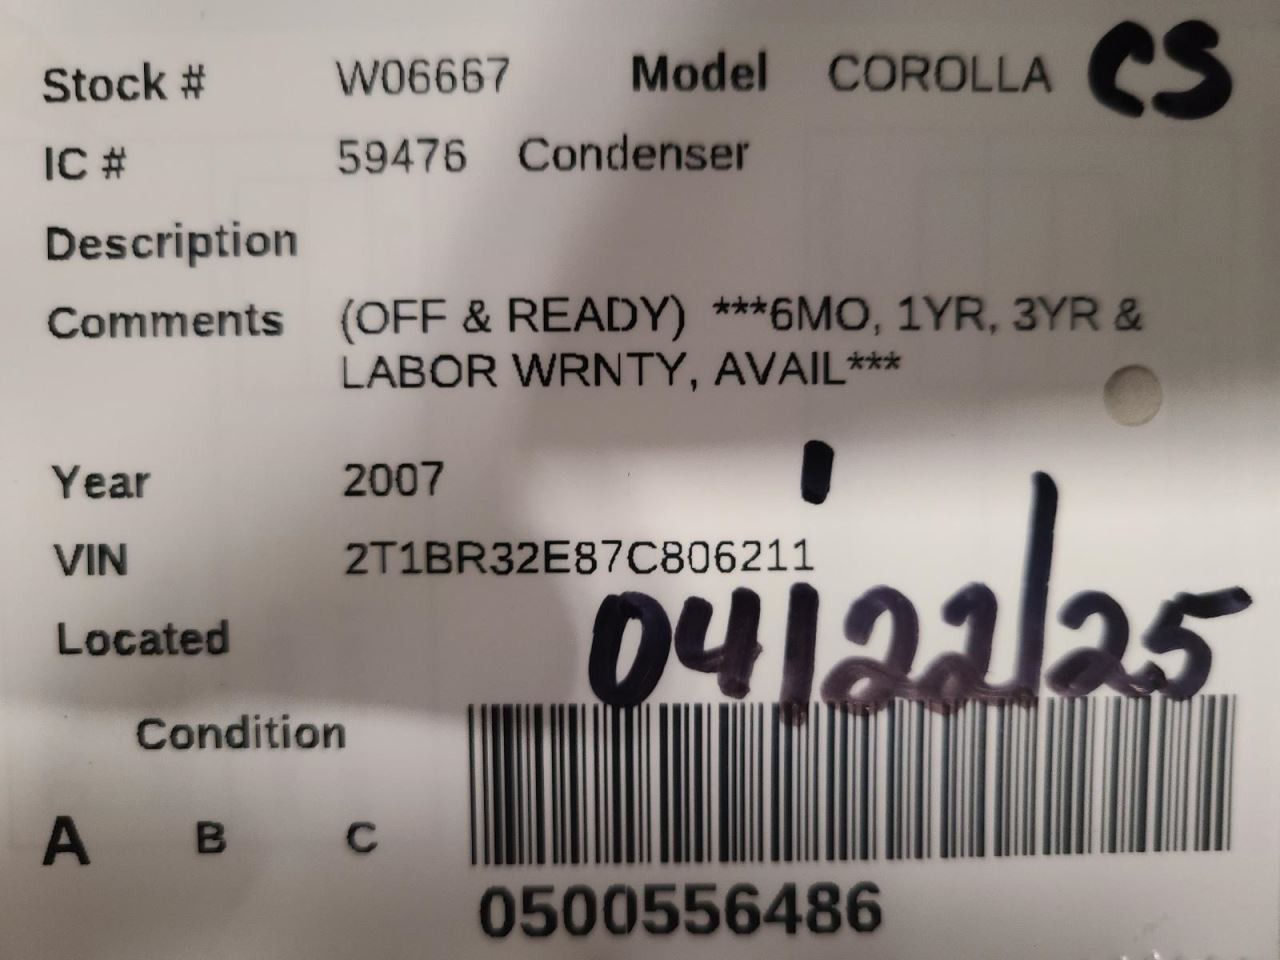 Stock # W06667 Model COROLLA CS
IC # 59476 Condenser
Description
Comments (OFF & READY) ***6MO, 1YR, 3YR &
LABOR WRNTY, AVAIL***
Year 2007
VIN 2T1BR32E87C806211
Located
04/22/25
Condition
A B C
0500556486